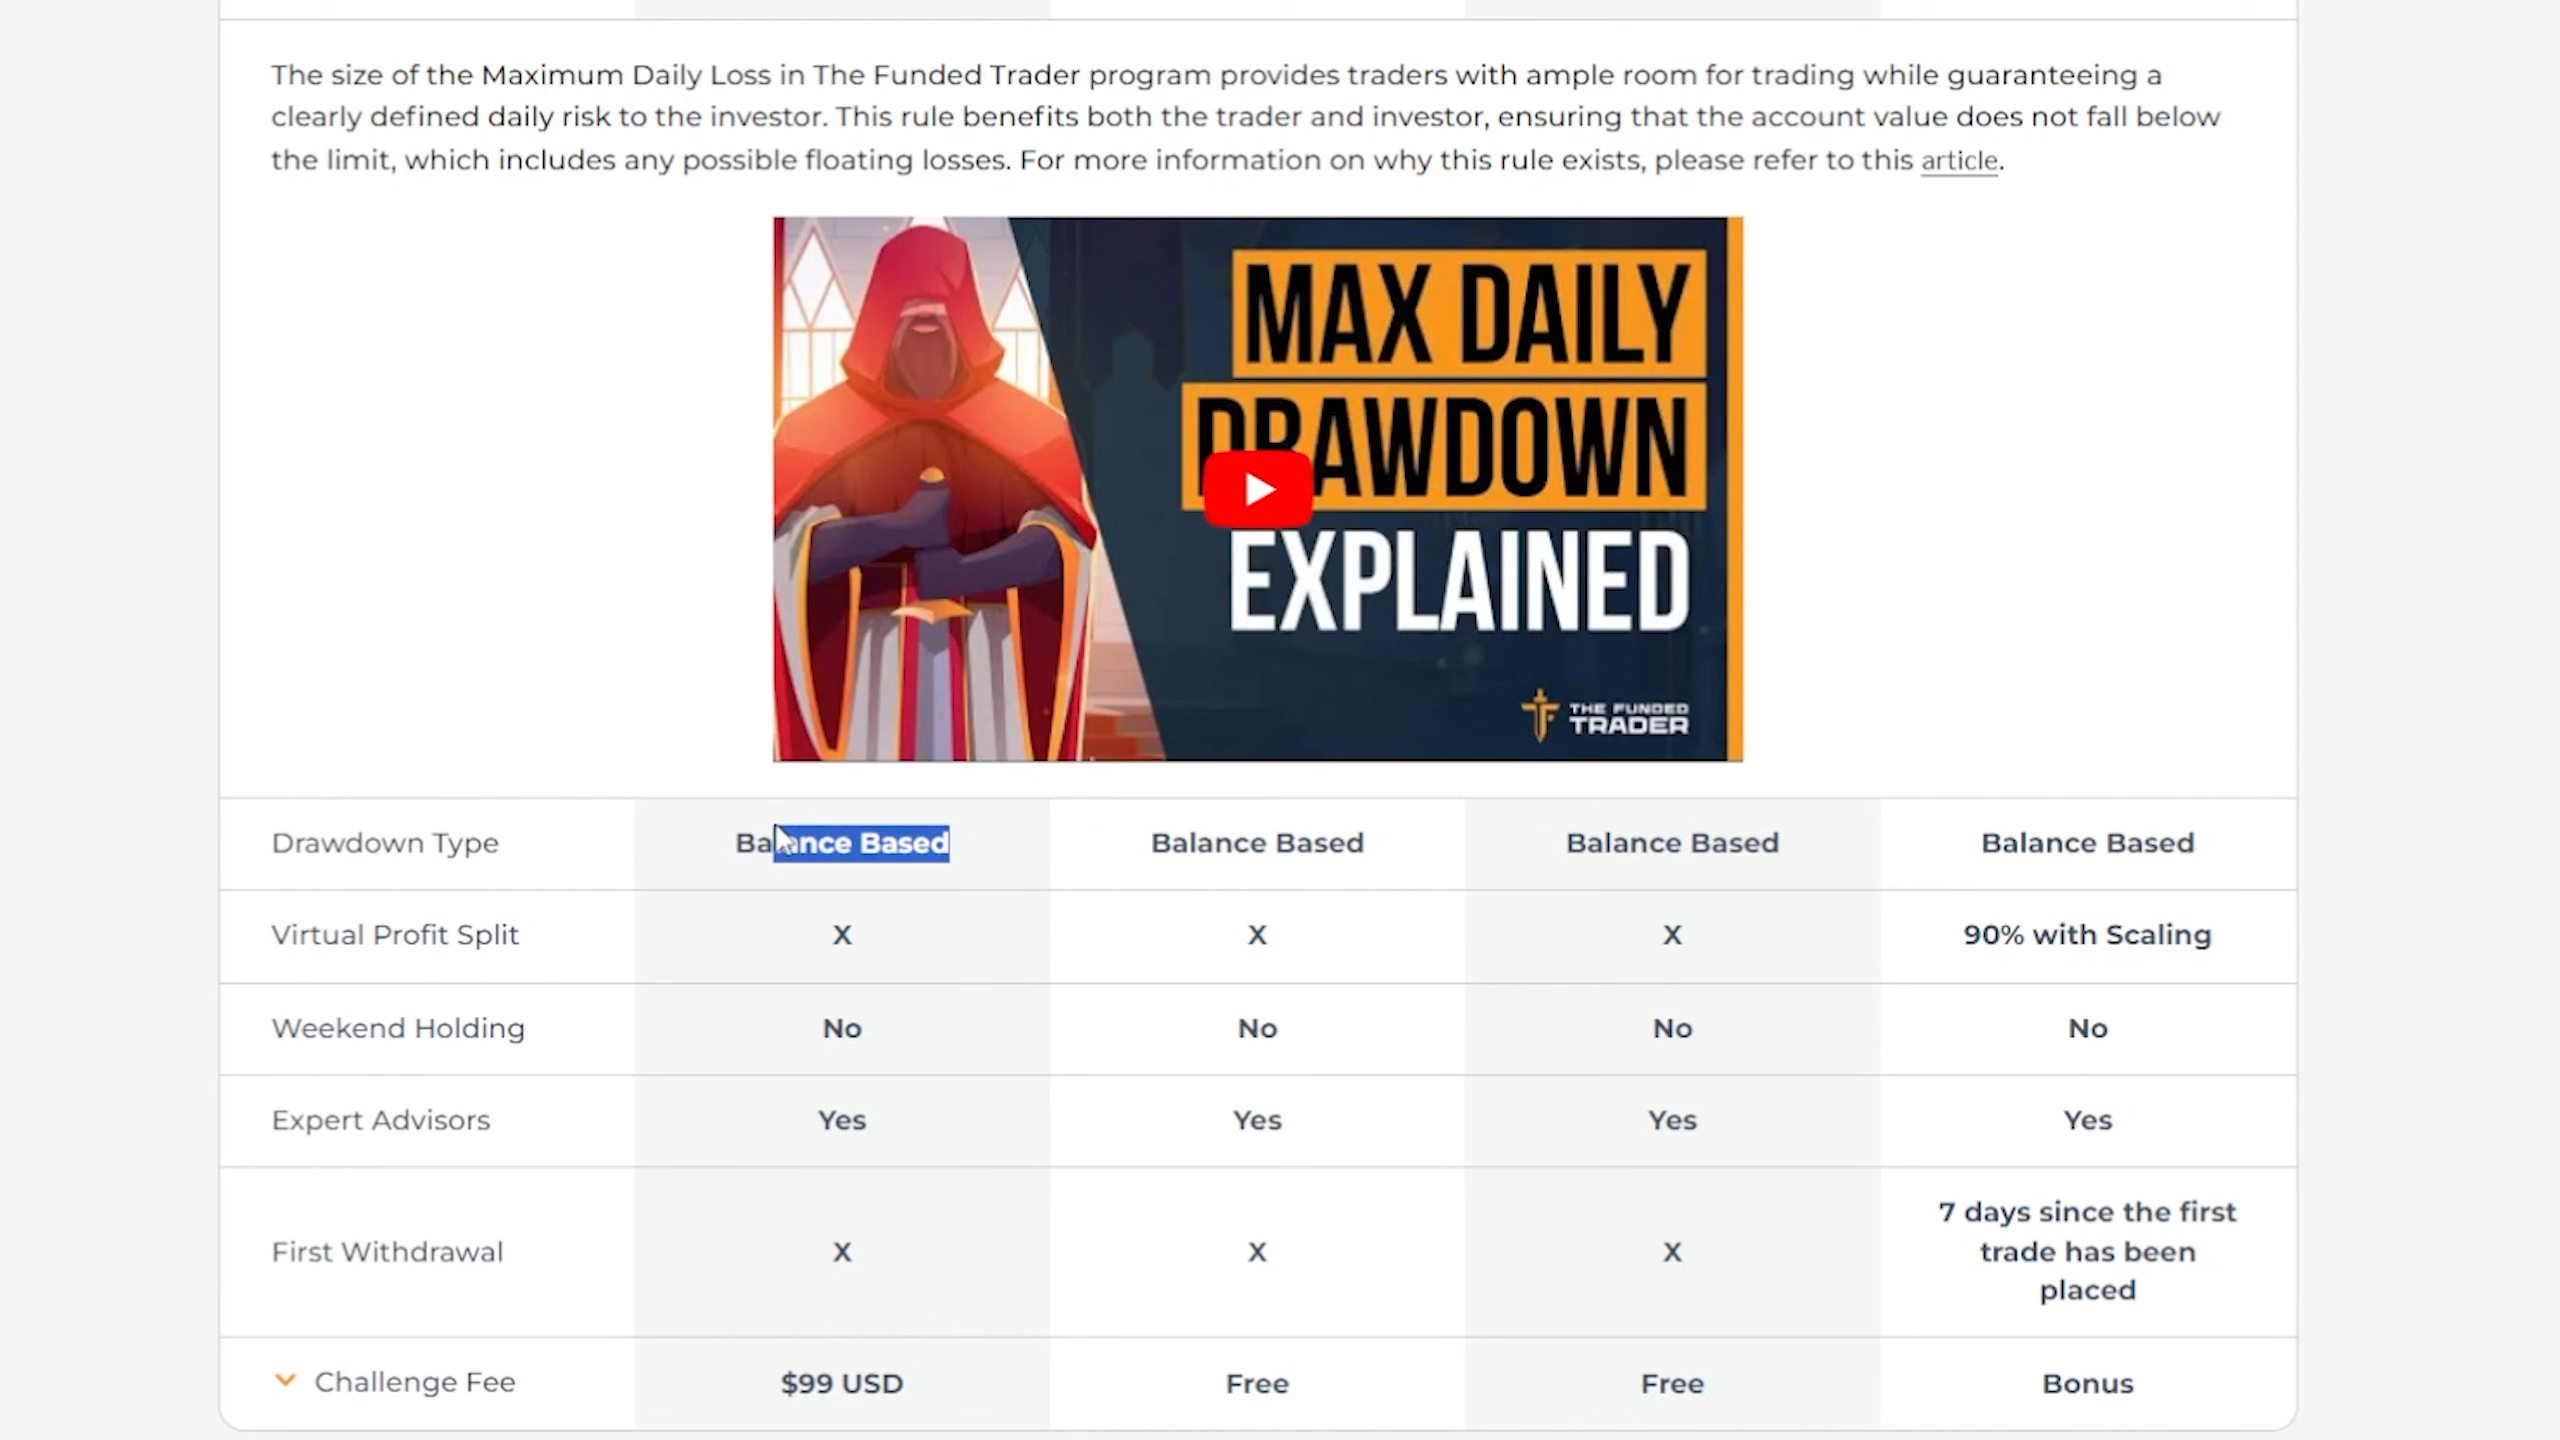 The size of the Maximum Daily Loss in The Funded Trader program provides traders with ample room for trading while guaranteeing a
clearly defined daily risk to the investor. This rule benefits both the trader and investor, ensuring that the account value does not fall below
the limit, which includes any possible floating losses. For more information on why this rule exists, please refer to this article.
MAX DAILY
DRAWDOWN
EXPLAINED
THE FUNDED
TRADER
Drawdown Type Balance Based Balance Based Balance Based Balance Based
Virtual Profit Split X X X 90% with Scaling
Weekend Holding No No No No
Expert Advisors Yes Yes Yes Yes
First Withdrawal X X X 7 days since the first
trade has been
placed
Challenge Fee $99 USD Free Free Bonus